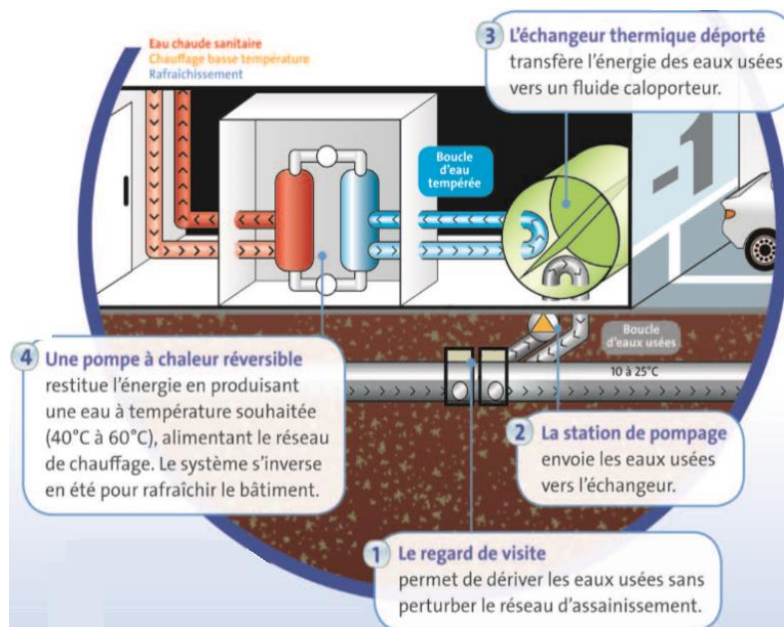 Eau chaude sanitaire
Chauffage basse température
Rafraîchissement
3 L'échangeur thermique déporté
transfère l'énergie des eaux usées
vers un fluide caloporteur.
Boucle
d'eau
tempérée
-1
4 Une pompe à chaleur réversible
restitue l'énergie en produisant
une eau à température souhaitée
(40°C à 60°C), alimentant le réseau
de chauffage. Le système s'inverse
en été pour rafraîchir le bâtiment.
Boucle
d'eaux usées
10 à 25°C
2 La station de pompage
envoie les eaux usées
vers l'échangeur.
1 Le regard de visite
permet de dériver les eaux usées sans
perturber le réseau d'assainissement.